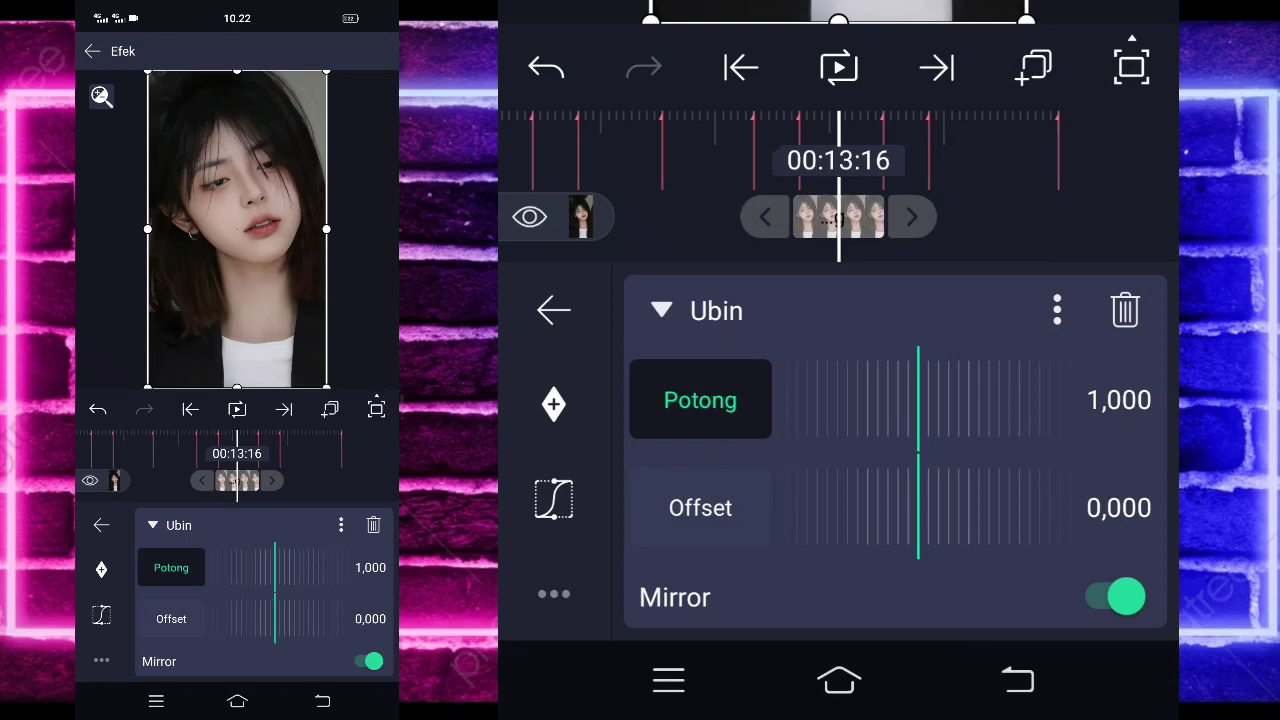 10.22
22
Efek
00:13:16
Ubin
Potong
1,000
Offset
0,000
Mirror
00:13:16
...g
Ubin
Potong
1,000
Offset
0,000
Mirror